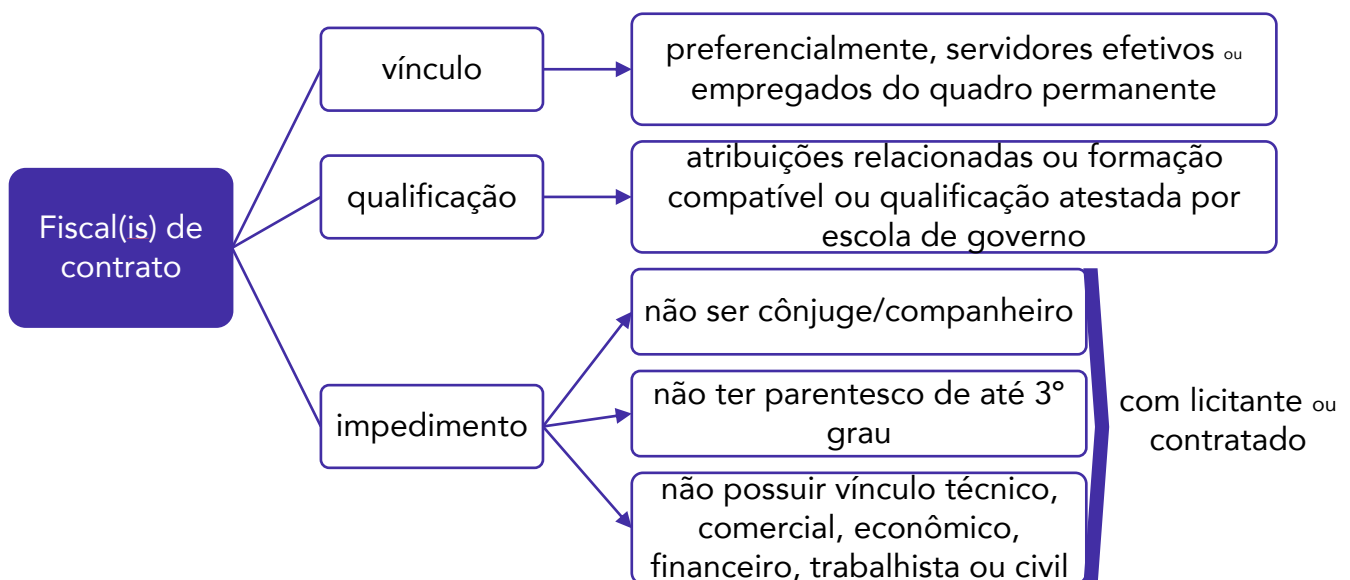 vínculo
preferencialmente, servidores efetivos ou
empregados do quadro permanente
qualificação
atribuições relacionadas ou formação
compatível ou qualificação atestada por
escola de governo
Fiscal(is) de
contrato
impedimento
não ser cônjuge/companheiro
não ter parentesco de até 3º
grau
não possuir vínculo técnico,
comercial, econômico,
financeiro, trabalhista ou civil
com licitante ou
contratado